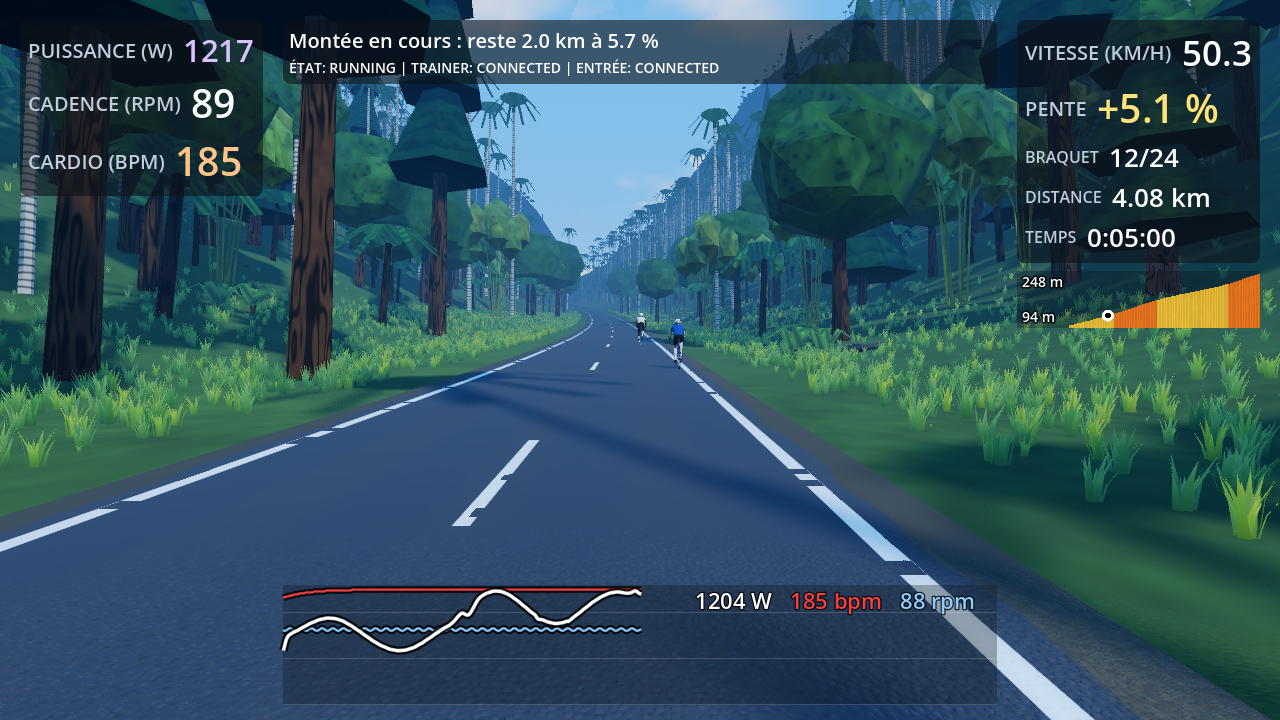 PUISSANCE (W) 1217
CADENCE (RPM) 89
CARDIO (BPM) 185
Montée en cours : reste 2.0 km à 5.7 %
ÉTAT: RUNNING | TRAINER: CONNECTED | ENTRÉE: CONNECTED
VITESSE (KM/H) 50.3
PENTE +5.1 %
BRAQUET 12/24
DISTANCE 4.08 km
TEMPS 0:05:00
248 m
94 m
1204 W 185 bpm 88 rpm